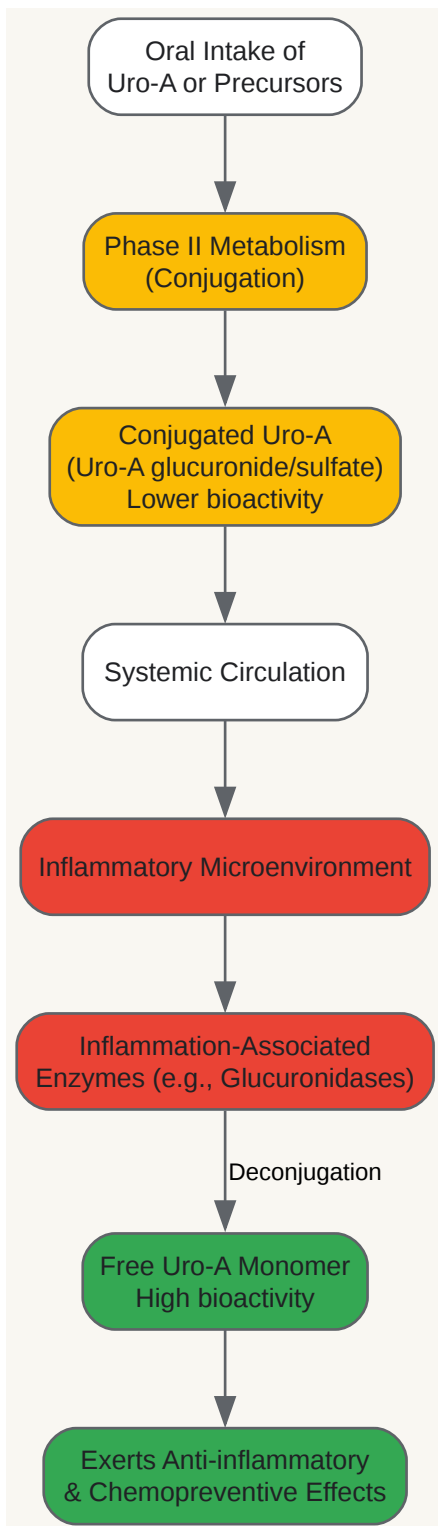 Oral Intake of
Uro-A or Precursors
Phase II Metabolism
(Conjugation)
Conjugated Uro-A
(Uro-A glucuronide/sulfate)
Lower bioactivity
Systemic Circulation
Inflammatory Microenvironment
Inflammation-Associated
Enzymes (e.g., Glucuronidases)
Deconjugation
Free Uro-A Monomer
High bioactivity
Exerts Anti-inflammatory
& Chemopreventive Effects